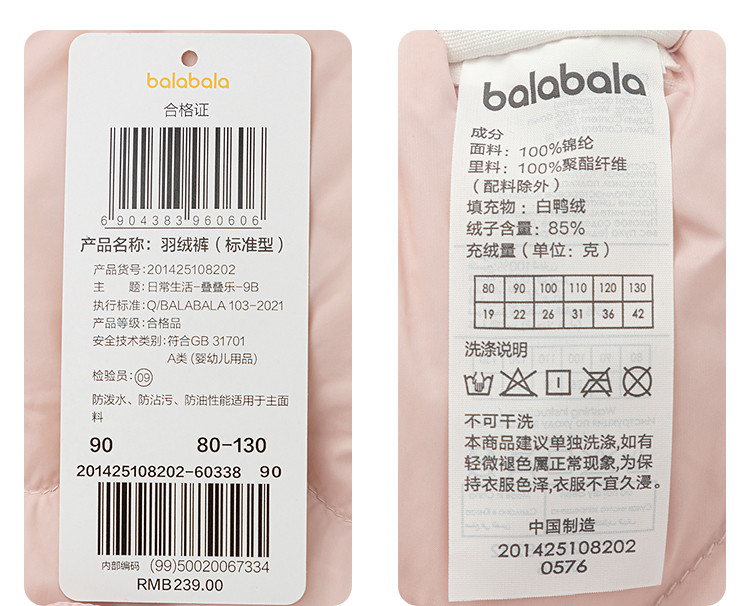 balabala
合格证
6904383960606
产品名称：羽绒裤（标准型）
产品货号：201425108202
主　题：日常生活-叠叠乐-9B
执行标准：Q/BALABALA 103-2021
产品等级：合格品
安全技术类别：符合GB 31701
A类（婴幼儿用品）
检验员：09
防泼水、防沾污、防油性能适用于主面
料
90 80-130
201425108202-60338 90
内部编码 (99)50020067334
RMB239.00
balabala
成分
面料：100%锦纶
里料：100%聚酯纤维
（配料除外）
填充物：白鸭绒
绒子含量：85%
充绒量（单位：克）
80 90 100 110 120 130
19 22 26 31 36 42
洗涤说明
不可干洗
本商品建议单独洗涤,如有
轻微褪色属正常现象,为保
持衣服色泽,衣服不宜久浸。
中国制造
201425108202
0576